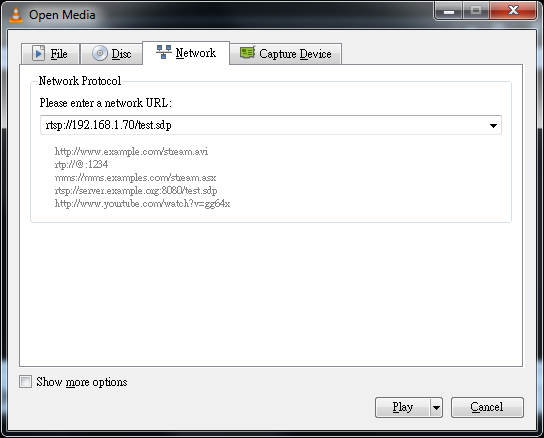 Open Media
File
Disc
Network
Capture Device
Network Protocol
Please enter a network URL:
rtsp://192.168.1.70/test.sdp
http://www.example.com/stream.avi
rtp://@:1234
mms://mms.examples.com/stream.asx
rtsp://server.example.org:8080/test.sdp
http://www.yourtube.com/watch?v=gg64x
Show more options
Play
Cancel